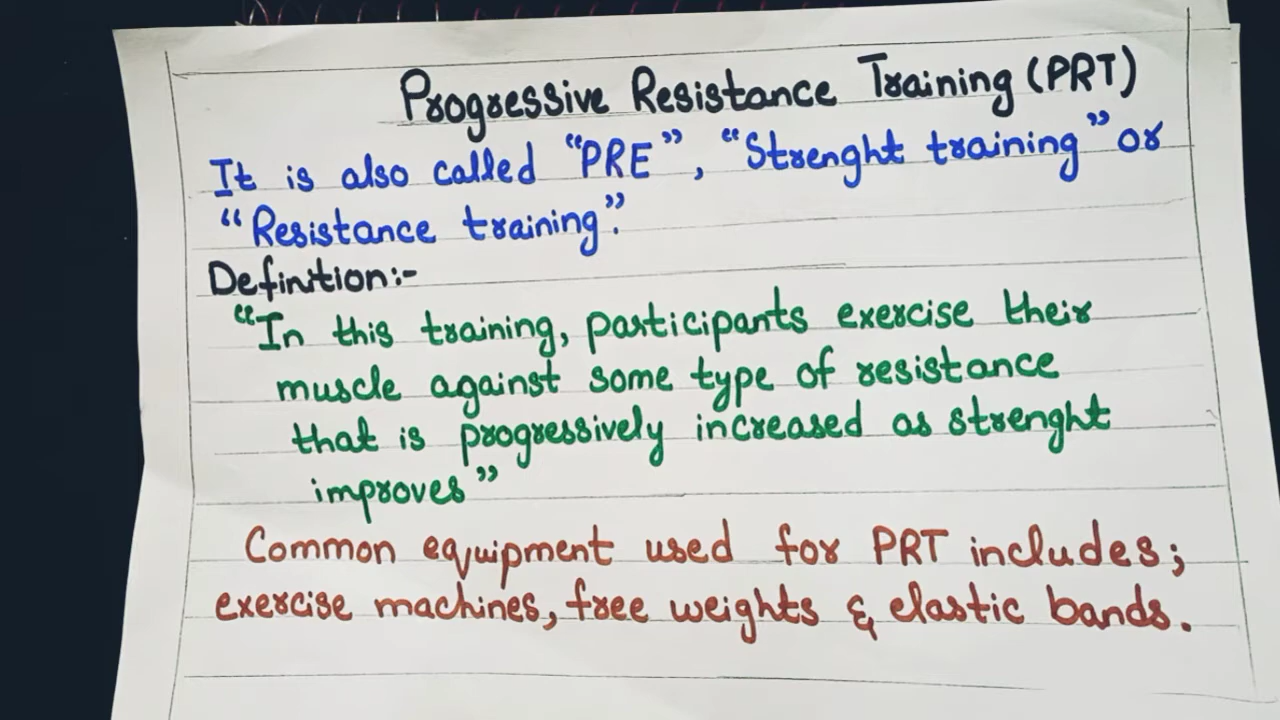 Progressive Resistance Training (PRT)
It is also called “PRE”, “Strenght training” or
“Resistance training”.
Definition:-
“In this training, participants exercise their
muscle against some type of resistance
that is progressively increased as strenght
improves”
Common equipment used for PRT includes;
exercise machines, free weights & elastic bands.